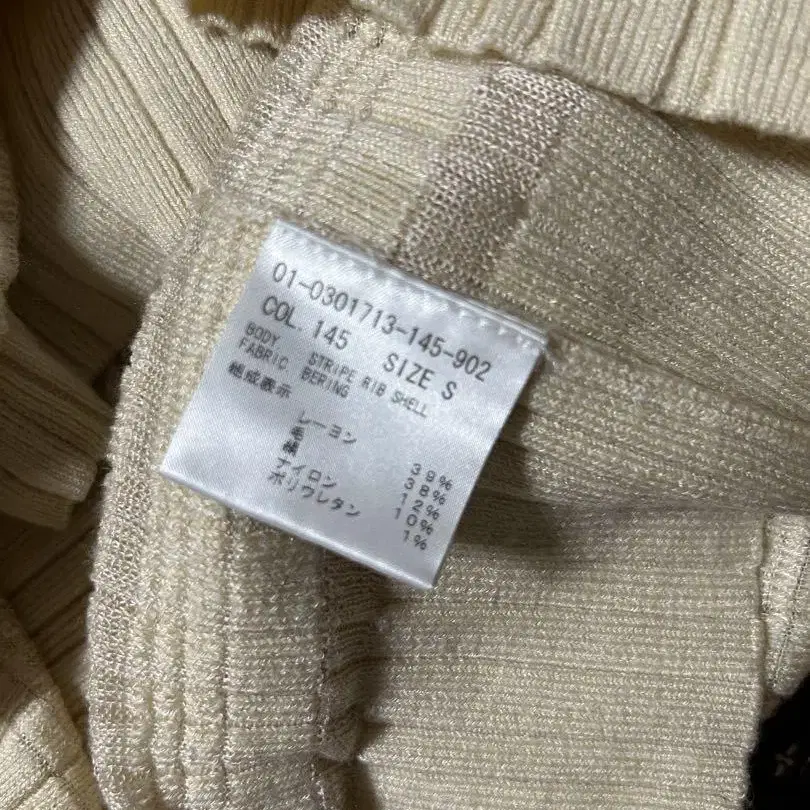 01-0301713-145-902
COL. 145 SIZE S
BODY STRIPE RIB SHELL
FABRIC BERING
組成表示
レーヨン 39%
毛 38%
12%
ナイロン 10%
ポリウレタン 1%